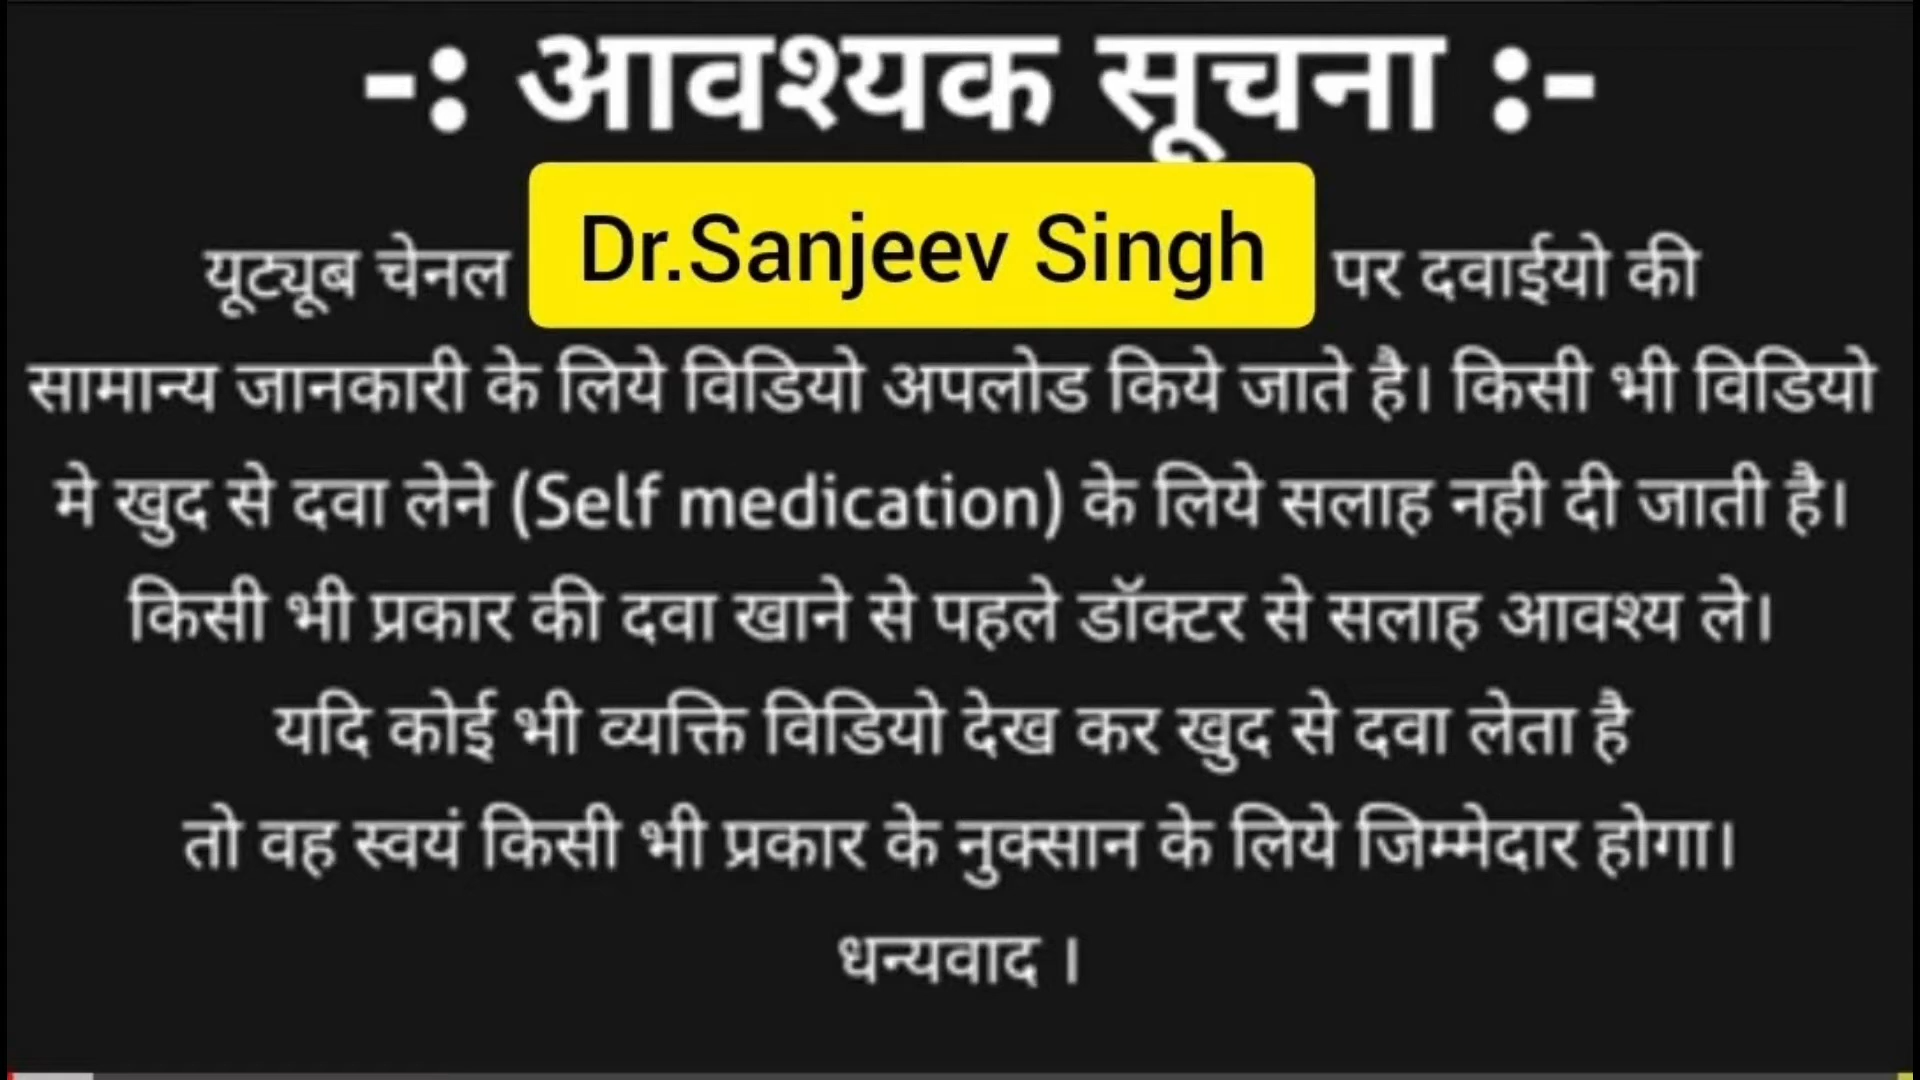 -: आवश्यक सूचना :-
यूट्यूब चेनल Dr.Sanjeev Singh पर दवाईयो की
सामान्य जानकारी के लिये विडियो अपलोड किये जाते है। किसी भी विडियो
मे खुद से दवा लेने (Self medication) के लिये सलाह नही दी जाती है।
किसी भी प्रकार की दवा खाने से पहले डॉक्टर से सलाह आवश्य ले।
यदि कोई भी व्यक्ति विडियो देख कर खुद से दवा लेता है
तो वह स्वयं किसी भी प्रकार के नुक्सान के लिये जिम्मेदार होगा।
धन्यवाद ।